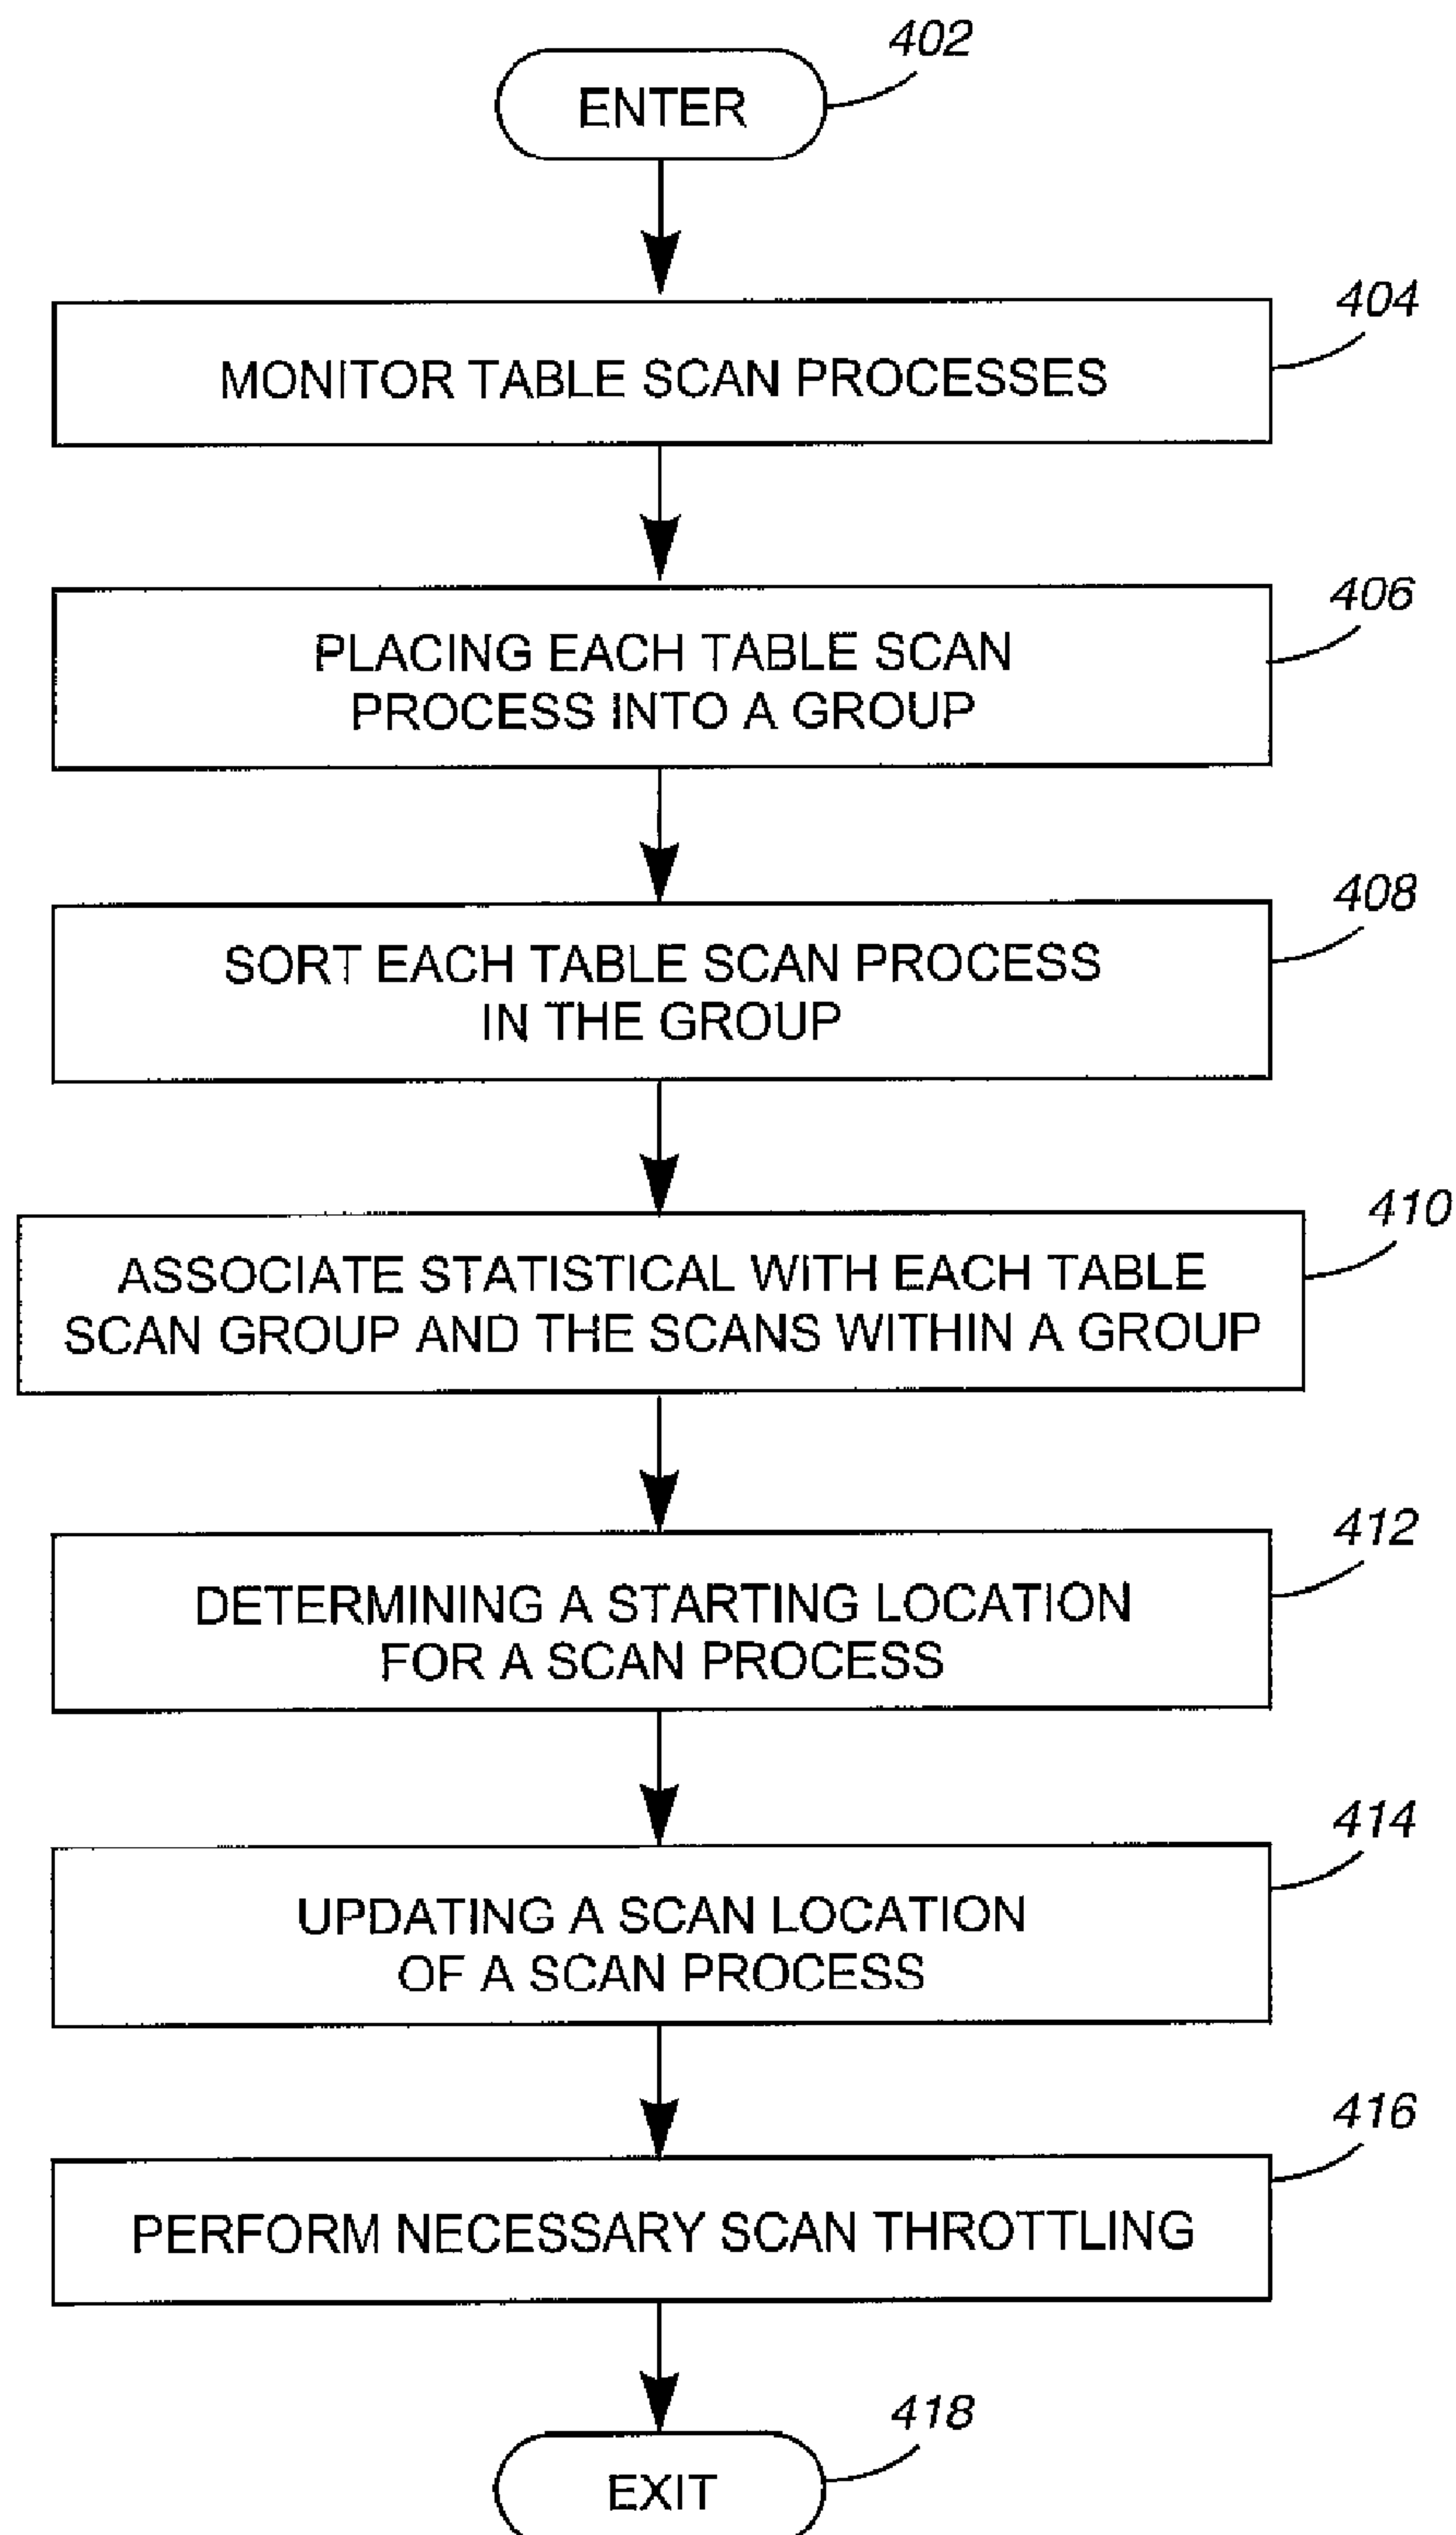 402
ENTER
404
MONITOR TABLE SCAN PROCESSES
406
PLACING EACH TABLE SCAN
PROCESS INTO A GROUP
408
SORT EACH TABLE SCAN PROCESS
IN THE GROUP
410
ASSOCIATE STATISTICAL WITH EACH TABLE
SCAN GROUP AND THE SCANS WITHIN A GROUP
412
DETERMINING A STARTING LOCATION
FOR A SCAN PROCESS
414
UPDATING A SCAN LOCATION
OF A SCAN PROCESS
416
PERFORM NECESSARY SCAN THROTTLING
418
EXIT